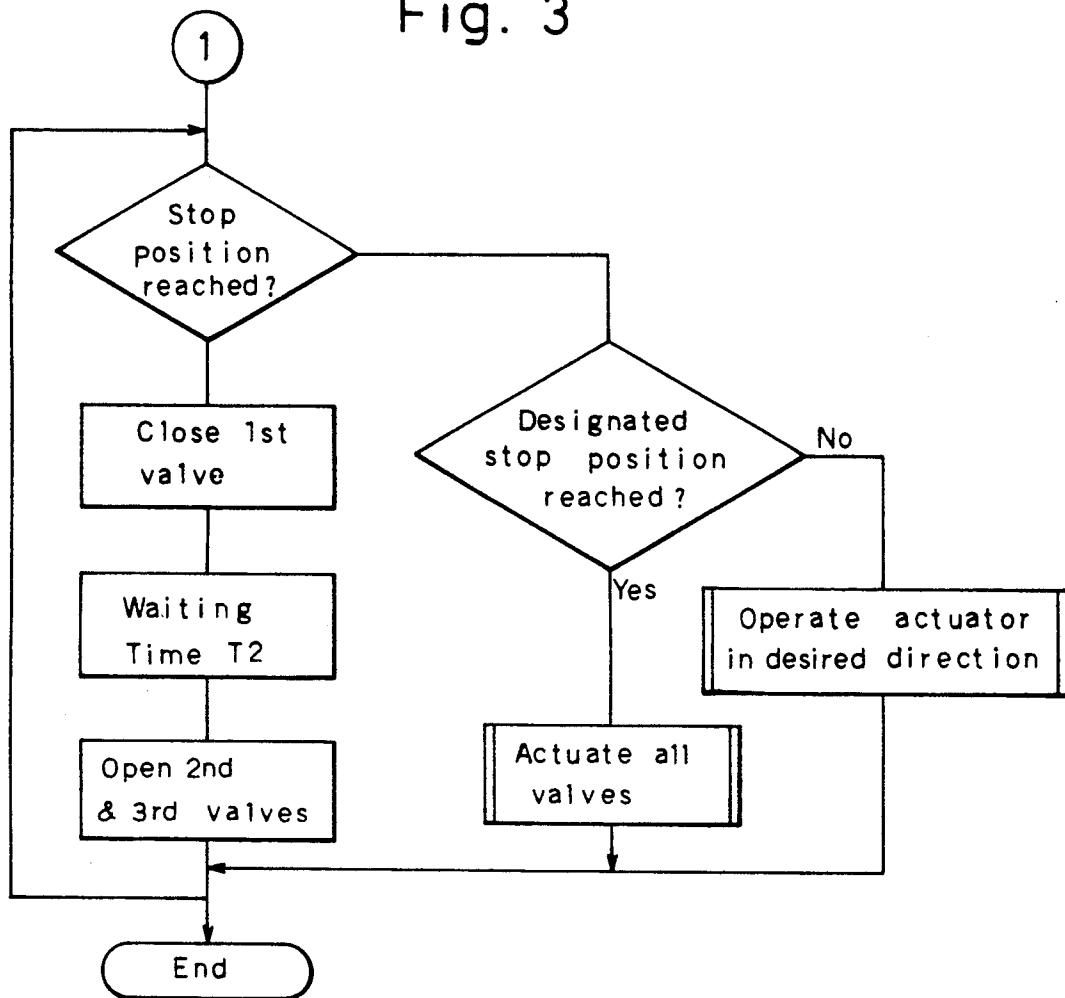 Fig. 3
1
Stop
position
reached?
Close 1st
valve
Waiting
Time T2
Open 2nd
& 3rd valves
End
Designated
stop position
reached?
No
Yes
Operate actuator
in desired direction
Actuate all
valves